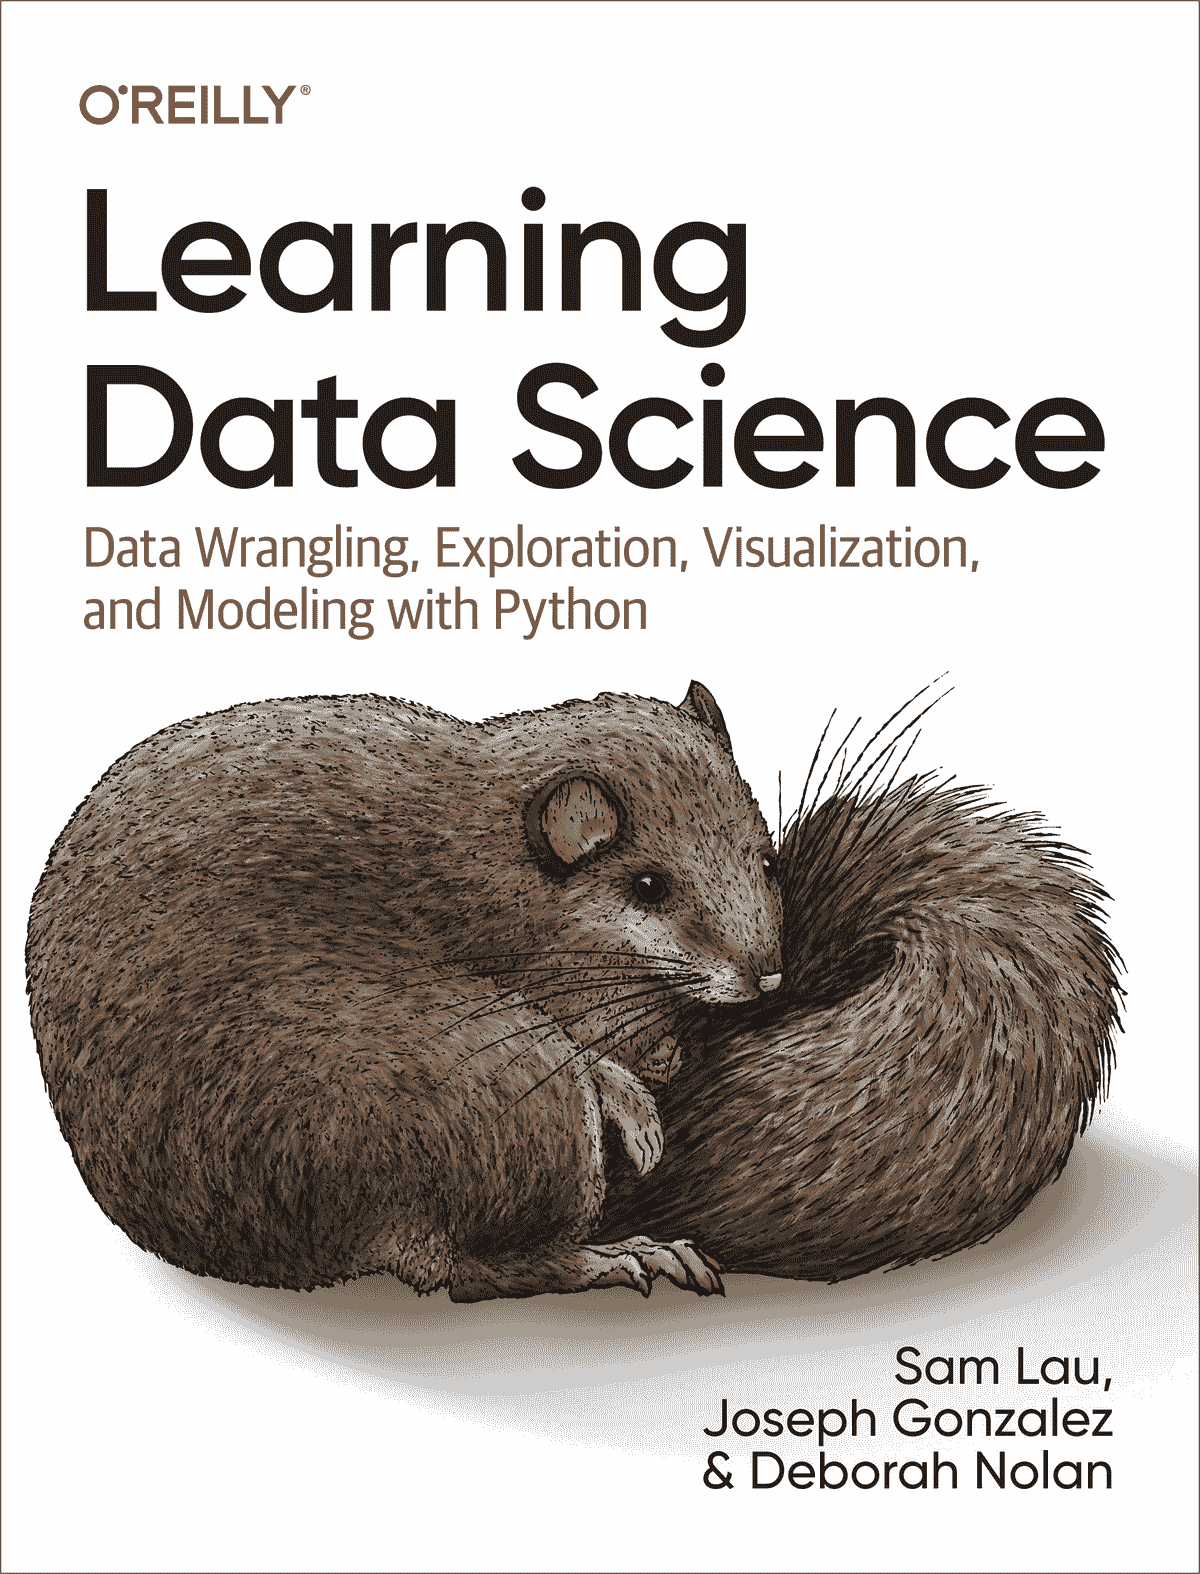 O'REILLY®
Learning
Data Science
Data Wrangling, Exploration, Visualization,
and Modeling with Python
Sam Lau,
Joseph Gonzalez
& Deborah Nolan